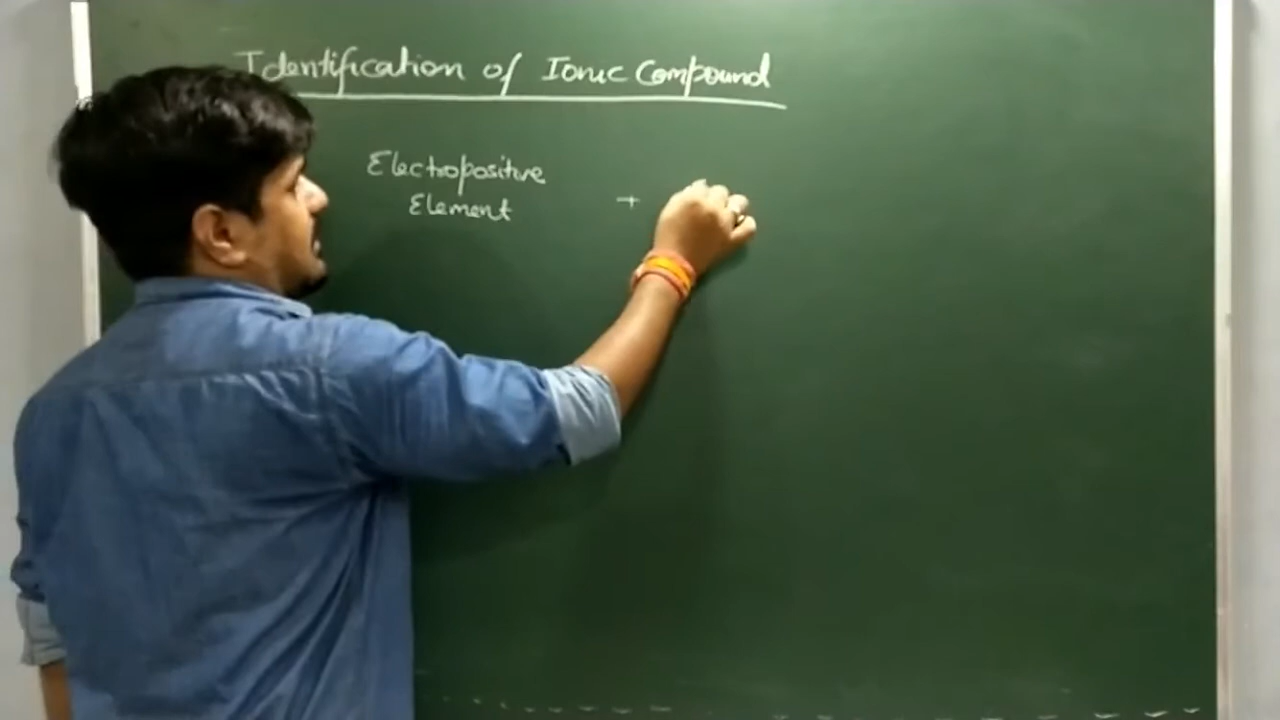 Identification of Ionic Compound
Electropositive
Element +